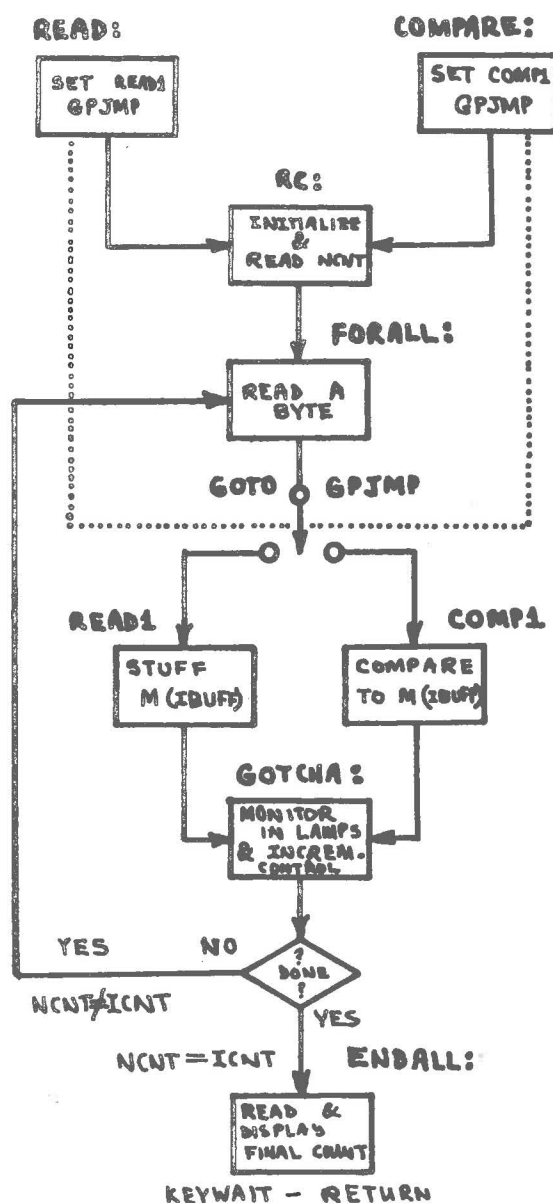 READ:
COMPARE:
SET READ1
GPJMP
SET COMP1
GPJMP
RC:
INITIALIZE
&
READ NCNT
FORALL:
READ A
BYTE
GOTO GPJMP
READ1
COMP1
STUFF
M (IBUFF)
COMPARE
TO M (IBUFF)
GOTCHA:
MONITOR
IN LAMPS
& INCREM.
CONTROL
YES NO
?
DONE
?
NCNT≠ICNT
YES
NCNT=ICNT
ENDALL:
READ &
DISPLAY
FINAL COUNT
KEYWAIT - RETURN